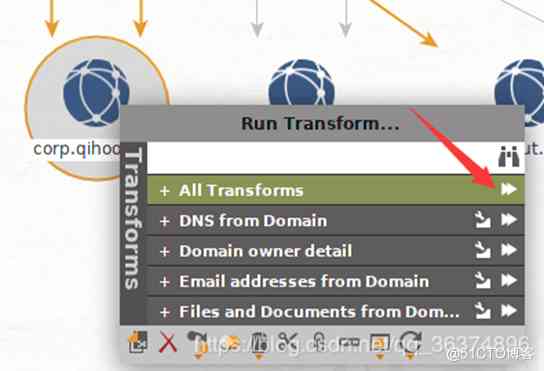 Run Transform...
corp.qihoo
ut.
Transforms
+ All Transforms
+ DNS from Domain
+ Domain owner detail
+ Email addresses from Domain
+ Files and Documents from Dom...
https://blog.csdn.net/qq_36374896
@51CTO博客